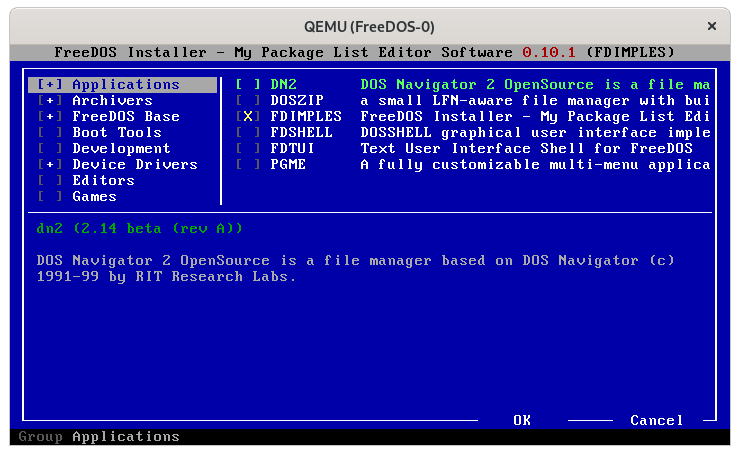 QEMU (FreeDOS-0) ×
FreeDOS Installer - My Package List Editor Software 0.10.1 (FDIMPLES)
[+] Applications
[+] Archivers
[+] FreeDOS Base
[ ] Boot Tools
[ ] Development
[+] Device Drivers
[ ] Editors
[ ] Games
[ ] DN2 DOS Navigator 2 OpenSource is a file ma
[ ] DOSZIP a small LFN-aware file manager with bui
[X] FDIMPLES FreeDOS Installer - My Package List Edi
[ ] FDSHELL DOSSHELL graphical user interface imple
[ ] FDTUI Text User Interface Shell for FreeDOS
[ ] PGME A fully customizable multi-menu applica
dn2 (2.14 beta (rev A))
DOS Navigator 2 OpenSource is a file manager based on DOS Navigator (c)
1991-99 by RIT Research Labs.
OK Cancel
Group Applications